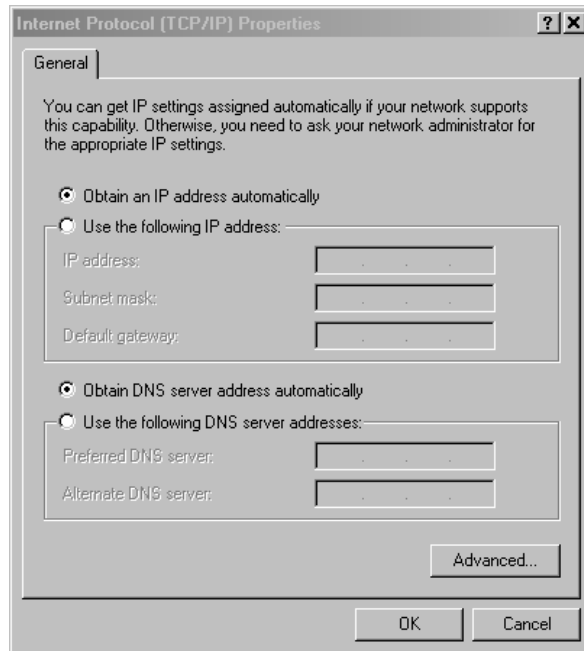 Internet Protocol (TCP/IP) Properties
? X
General
You can get IP settings assigned automatically if your network supports
this capability. Otherwise, you need to ask your network administrator for
the appropriate IP settings.
Obtain an IP address automatically
Use the following IP address:
IP address:
Subnet mask:
Default gateway:
Obtain DNS server address automatically
Use the following DNS server addresses:
Preferred DNS server:
Alternate DNS server:
Advanced...
OK
Cancel